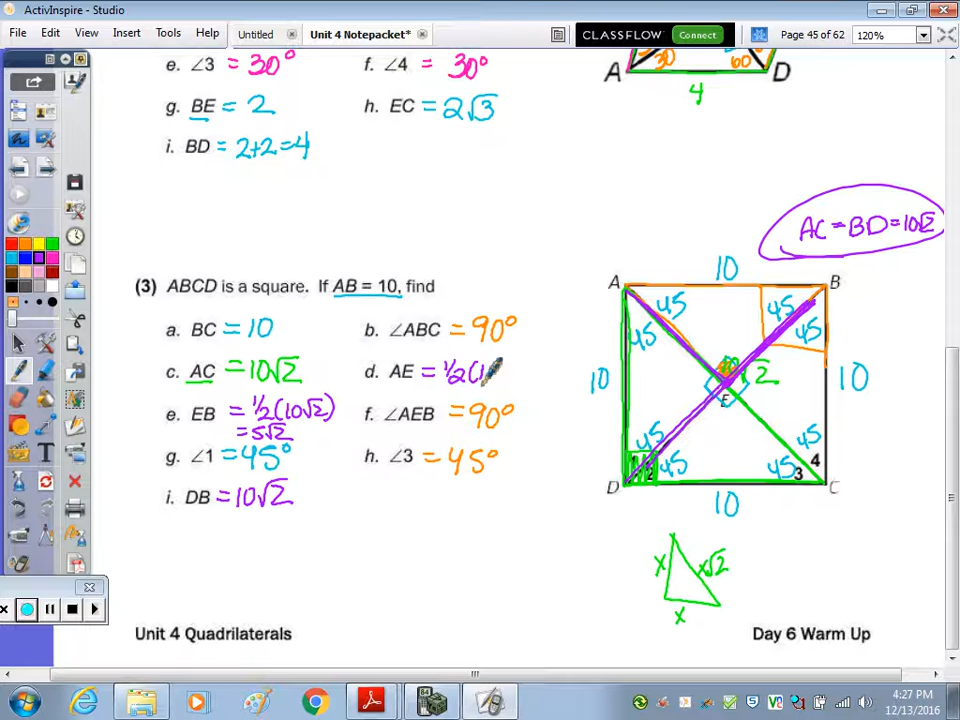 ActivInspire - Studio
File Edit View Insert Tools Help
Untitled
Unit 4 Notepacket*
CLASSFLOW Connect
Page 45 of 62
120%
e. ∠3 = 30° f. ∠4 = 30°
30 60
A D
4
g. BE = 2 h. EC = 2√3
i. BD = 2+2=4
AC = BD = 10√2
(3) ABCD is a square. If AB = 10, find
a. BC = 10 b. ∠ABC = 90°
c. AC = 10√2 d. AE = ½(1
e. EB = ½(10√2) f. ∠AEB = 90°
= 5√2
g. ∠1 = 45° h. ∠3 = 45°
i. DB = 10√2
10
A B
45 45
45 45
10 √2 10
E
45 45
45 45 4
3
D C
10
x x√2
x
Unit 4 Quadrilaterals Day 6 Warm Up
4:27 PM
12/13/2016